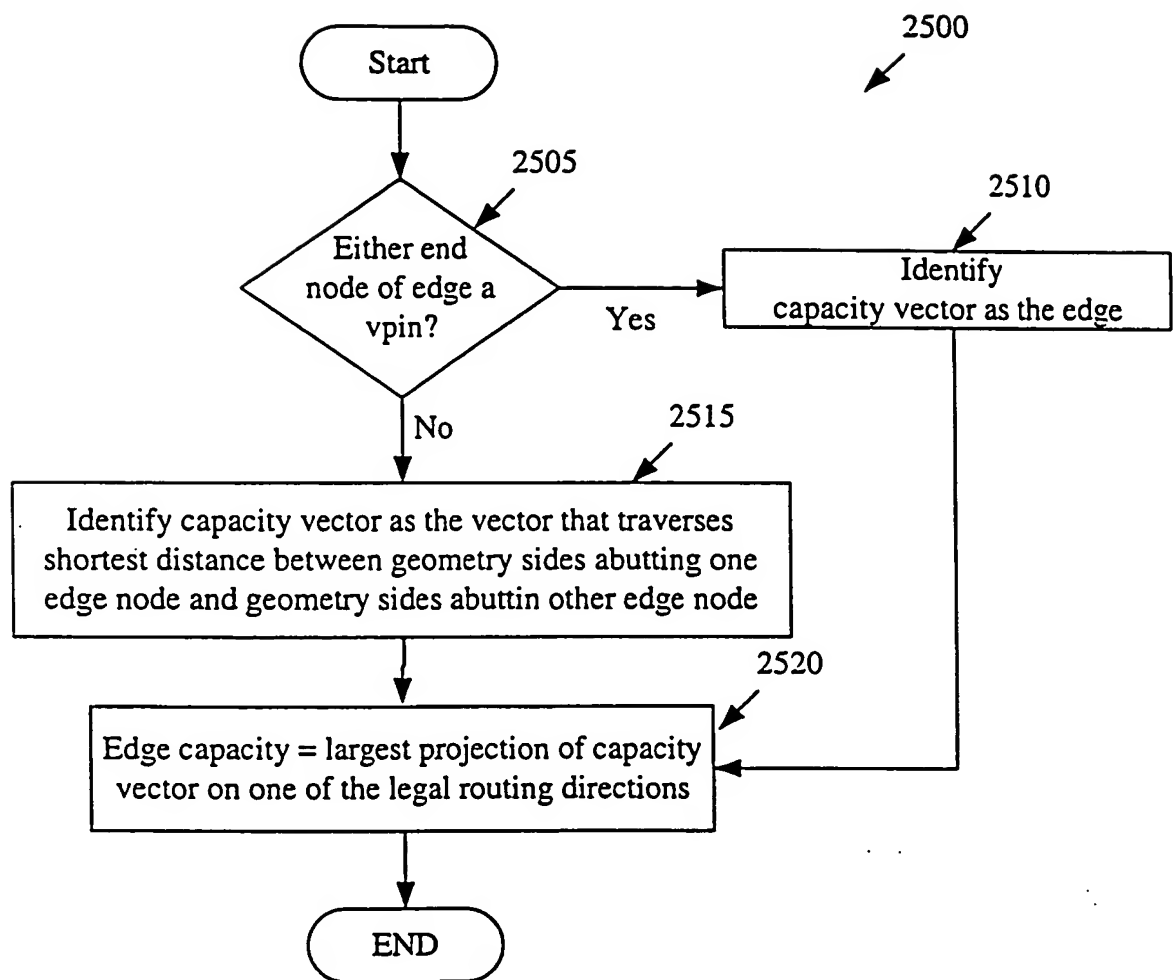 2500
Start
2505
Either end
node of edge a
vpin?
Yes
2510
Identify
capacity vector as the edge
No
2515
Identify capacity vector as the vector that traverses
shortest distance between geometry sides abutting one
edge node and geometry sides abuttin other edge node
2520
Edge capacity = largest projection of capacity
vector on one of the legal routing directions
END